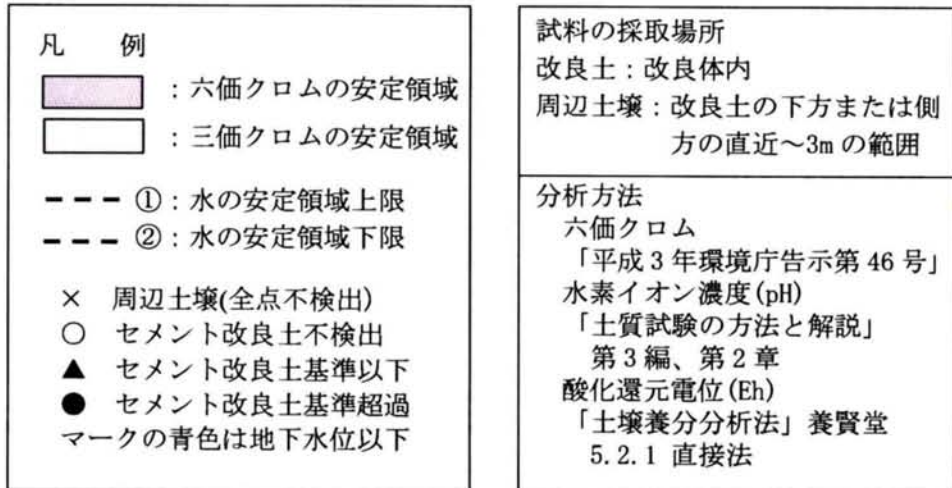 凡　例
：六価クロムの安定領域
：三価クロムの安定領域
--- ①：水の安定領域上限
--- ②：水の安定領域下限
×　周辺土壌(全点不検出)
○　セメント改良土不検出
▲　セメント改良土基準以下
●　セメント改良土基準超過
マークの青色は地下水位以下
試料の採取場所
改良土：改良体内
周辺土壌：改良土の下方または側
方の直近～3mの範囲
分析方法
六価クロム
「平成3年環境庁告示第46号」
水素イオン濃度(pH)
「土質試験の方法と解説」
第3編、第2章
酸化還元電位(Eh)
「土壌養分分析法」養賢堂
5.2.1 直接法